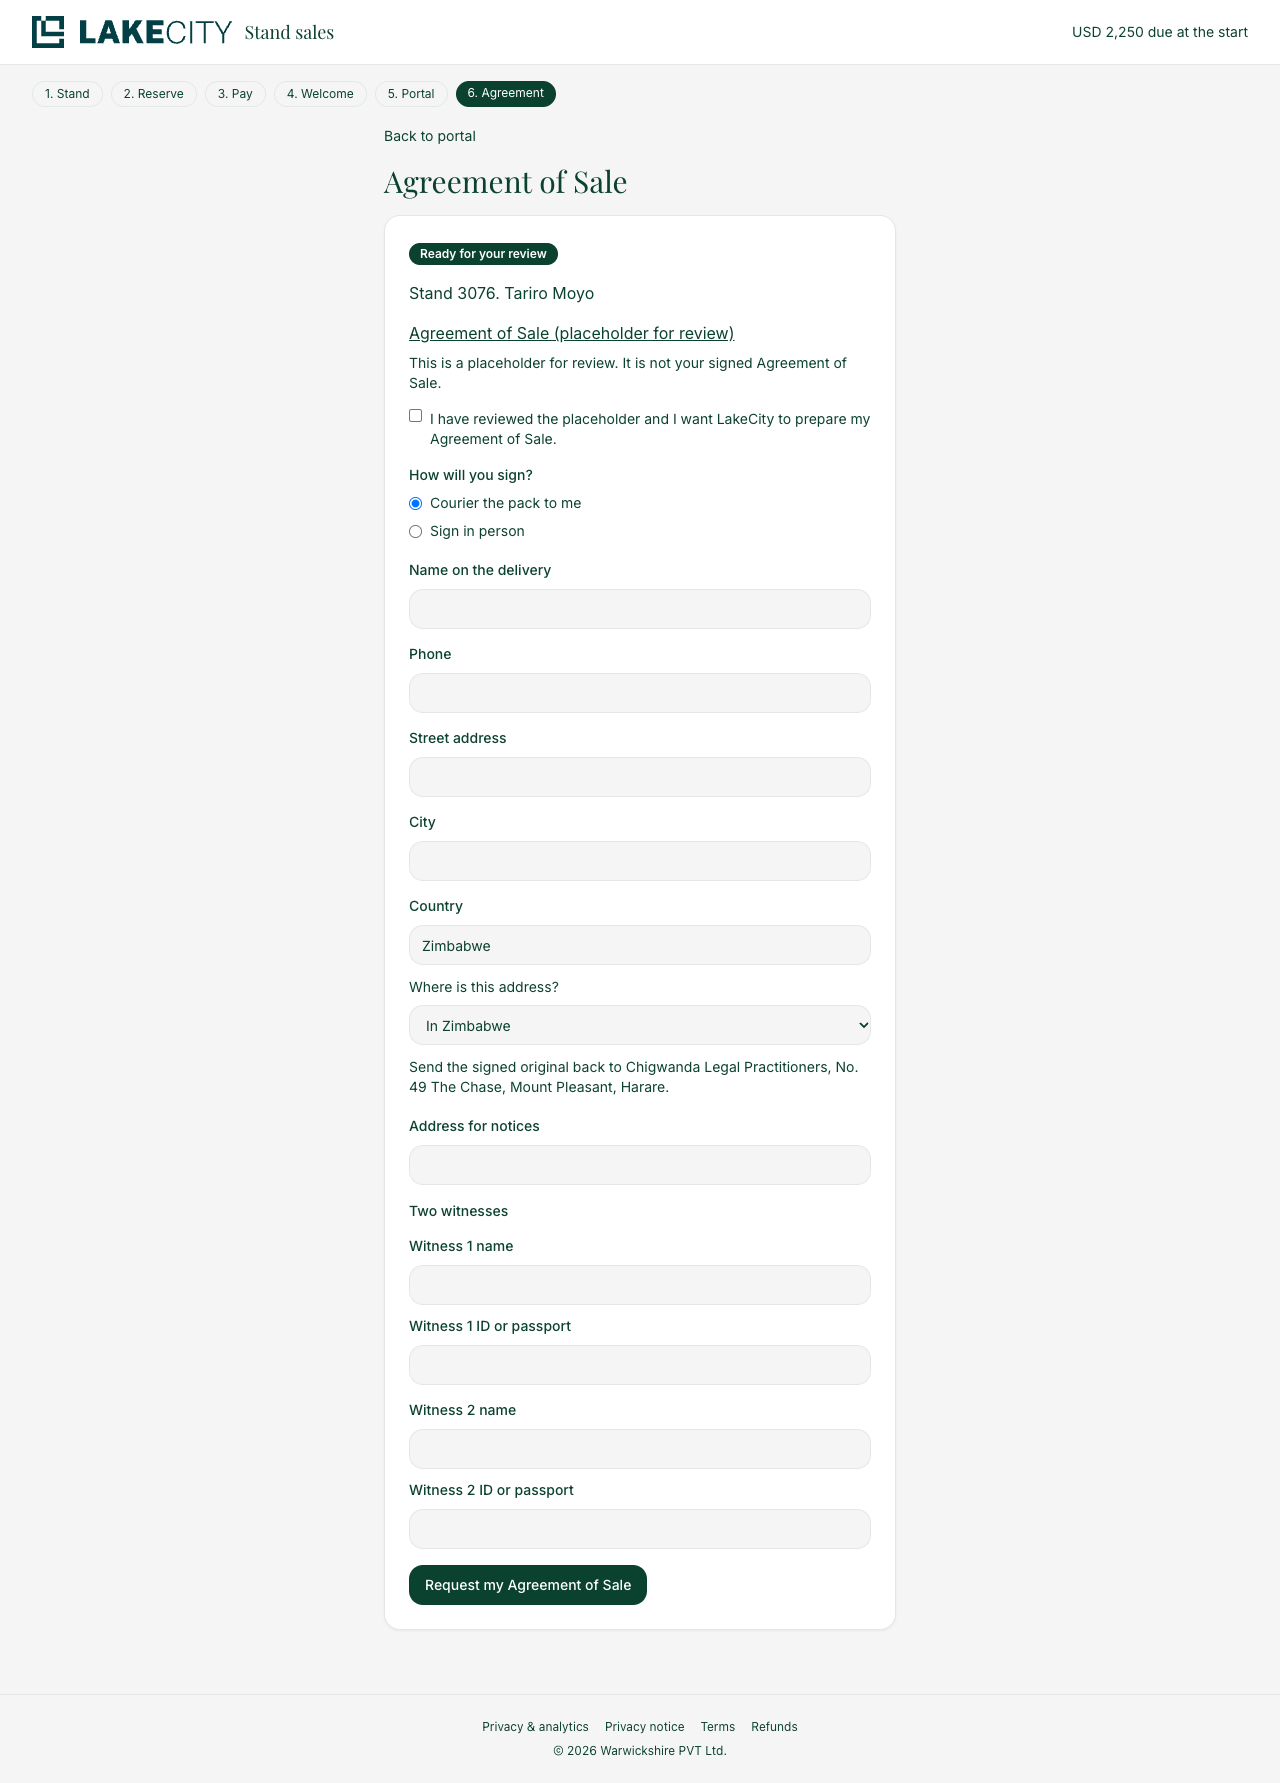 LAKECITY Stand sales
USD 2,250 due at the start
1. Stand
2. Reserve
3. Pay
4. Welcome
5. Portal
6. Agreement
Back to portal
Agreement of Sale
Ready for your review
Stand 3076. Tariro Moyo
Agreement of Sale (placeholder for review)
This is a placeholder for review. It is not your signed Agreement of
Sale.
I have reviewed the placeholder and I want LakeCity to prepare my
Agreement of Sale.
How will you sign?
Courier the pack to me
Sign in person
Name on the delivery
Phone
Street address
City
Country
Zimbabwe
Where is this address?
In Zimbabwe
Send the signed original back to Chigwanda Legal Practitioners, No.
49 The Chase, Mount Pleasant, Harare.
Address for notices
Two witnesses
Witness 1 name
Witness 1 ID or passport
Witness 2 name
Witness 2 ID or passport
Request my Agreement of Sale
Privacy & analytics
Privacy notice
Terms
Refunds
© 2026 Warwickshire PVT Ltd.